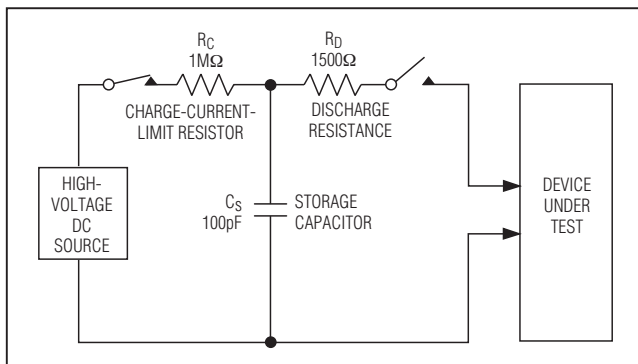 R_C
1MΩ
CHARGE-CURRENT-
LIMIT RESISTOR
R_D
1500Ω
DISCHARGE
RESISTANCE
HIGH-
VOLTAGE
DC
SOURCE
C_S
100pF
STORAGE
CAPACITOR
DEVICE
UNDER
TEST